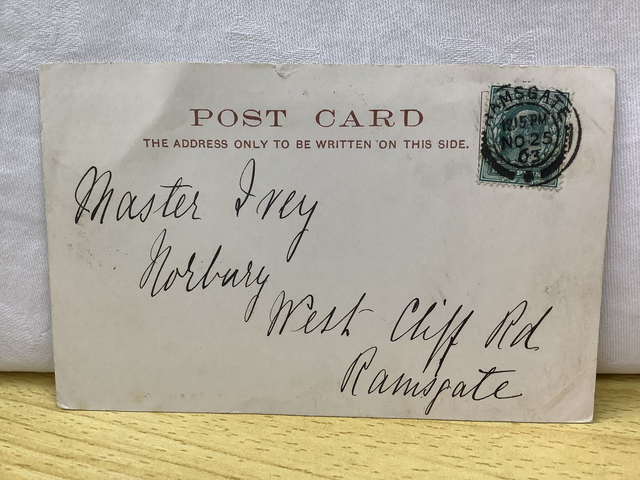 POST CARD
THE ADDRESS ONLY TO BE WRITTEN ON THIS SIDE.
RAMSGATE
NO 25
03
Master Ivey
Norbury
West Cliff Rd
Ramsgate